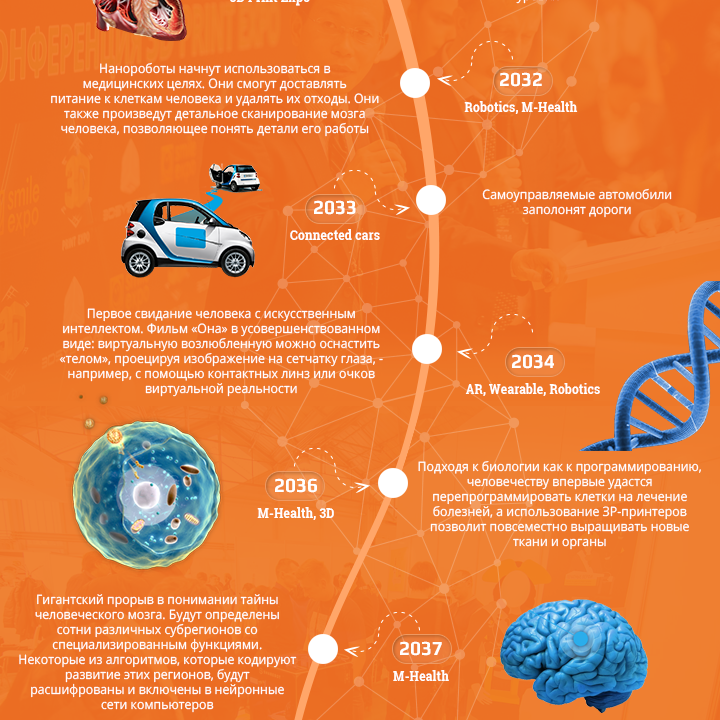 3D Print Expo
Нанороботы начнут использоваться в
медицинских целях. Они смогут доставлять
питание к клеткам человека и удалять их отходы. Они
также произведут детальное сканирование мозга
человека, позволяющее понять детали его работы
2032
Robotics, M-Health
2033
Connected cars
Самоуправляемые автомобили
заполонят дороги
Первое свидание человека с искусственным
интеллектом. Фильм «Она» в усовершенствованном
виде: виртуальную возлюбленную можно оснастить
«телом», проецируя изображение на сетчатку глаза, -
например, с помощью контактных линз или очков
виртуальной реальности
2034
AR, Wearable, Robotics
2036
M-Health, 3D
Подходя к биологии как к программированию,
человечеству впервые удастся
перепрограммировать клетки на лечение
болезней, а использование 3P-принтеров
позволит повсеместно выращивать новые
ткани и органы
Гигантский прорыв в понимании тайны
человеческого мозга. Будут определены
сотни различных субрегионов со
специализированным функциями.
Некоторые из алгоритмов, которые кодируют
развитие этих регионов, будут
расшифрованы и включены в нейронные
сети компьютеров
2037
M-Health